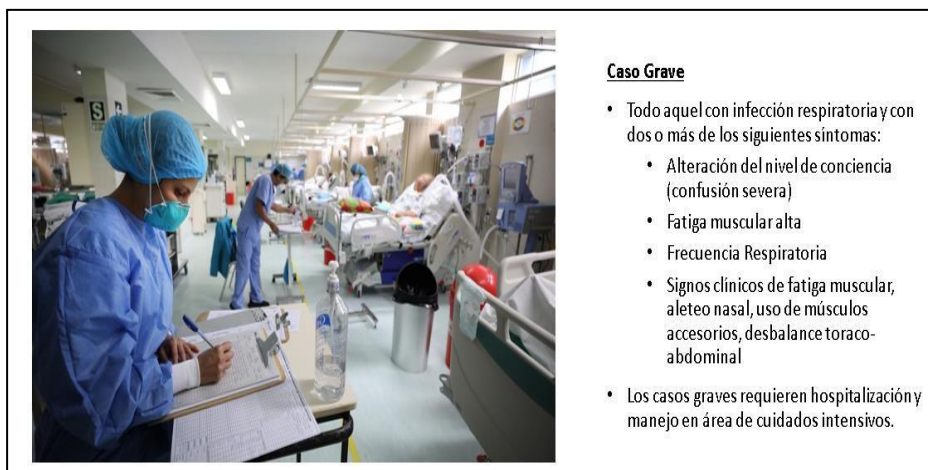 Caso Grave
• Todo aquel con infección respiratoria y con
dos o más de los siguientes síntomas:
• Alteración del nivel de conciencia
(confusión severa)
• Fatiga muscular alta
• Frecuencia Respiratoria
• Signos clínicos de fatiga muscular,
aleteo nasal, uso de músculos
accesorios, desbalance toraco-
abdominal
• Los casos graves requieren hospitalización y
manejo en área de cuidados intensivos.
S